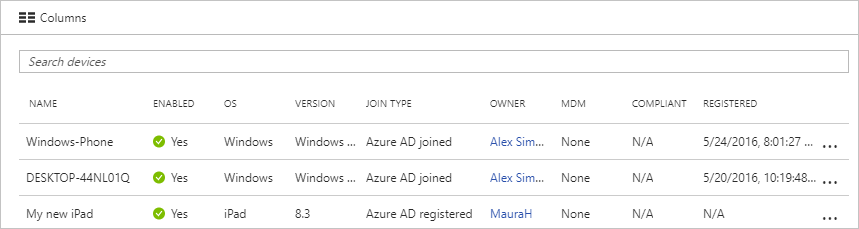 Columns
Search devices
NAME ENABLED OS VERSION JOIN TYPE OWNER MDM COMPLIANT REGISTERED
Windows-Phone Yes Windows Windows ... Azure AD joined Alex Sim... None N/A 5/24/2016, 8:01:27 ... ...
DESKTOP-44NL01Q Yes Windows Windows ... Azure AD joined Alex Sim... None N/A 5/20/2016, 10:19:48... ...
My new iPad Yes iPad 8.3 Azure AD registered MauraH None N/A N/A ...